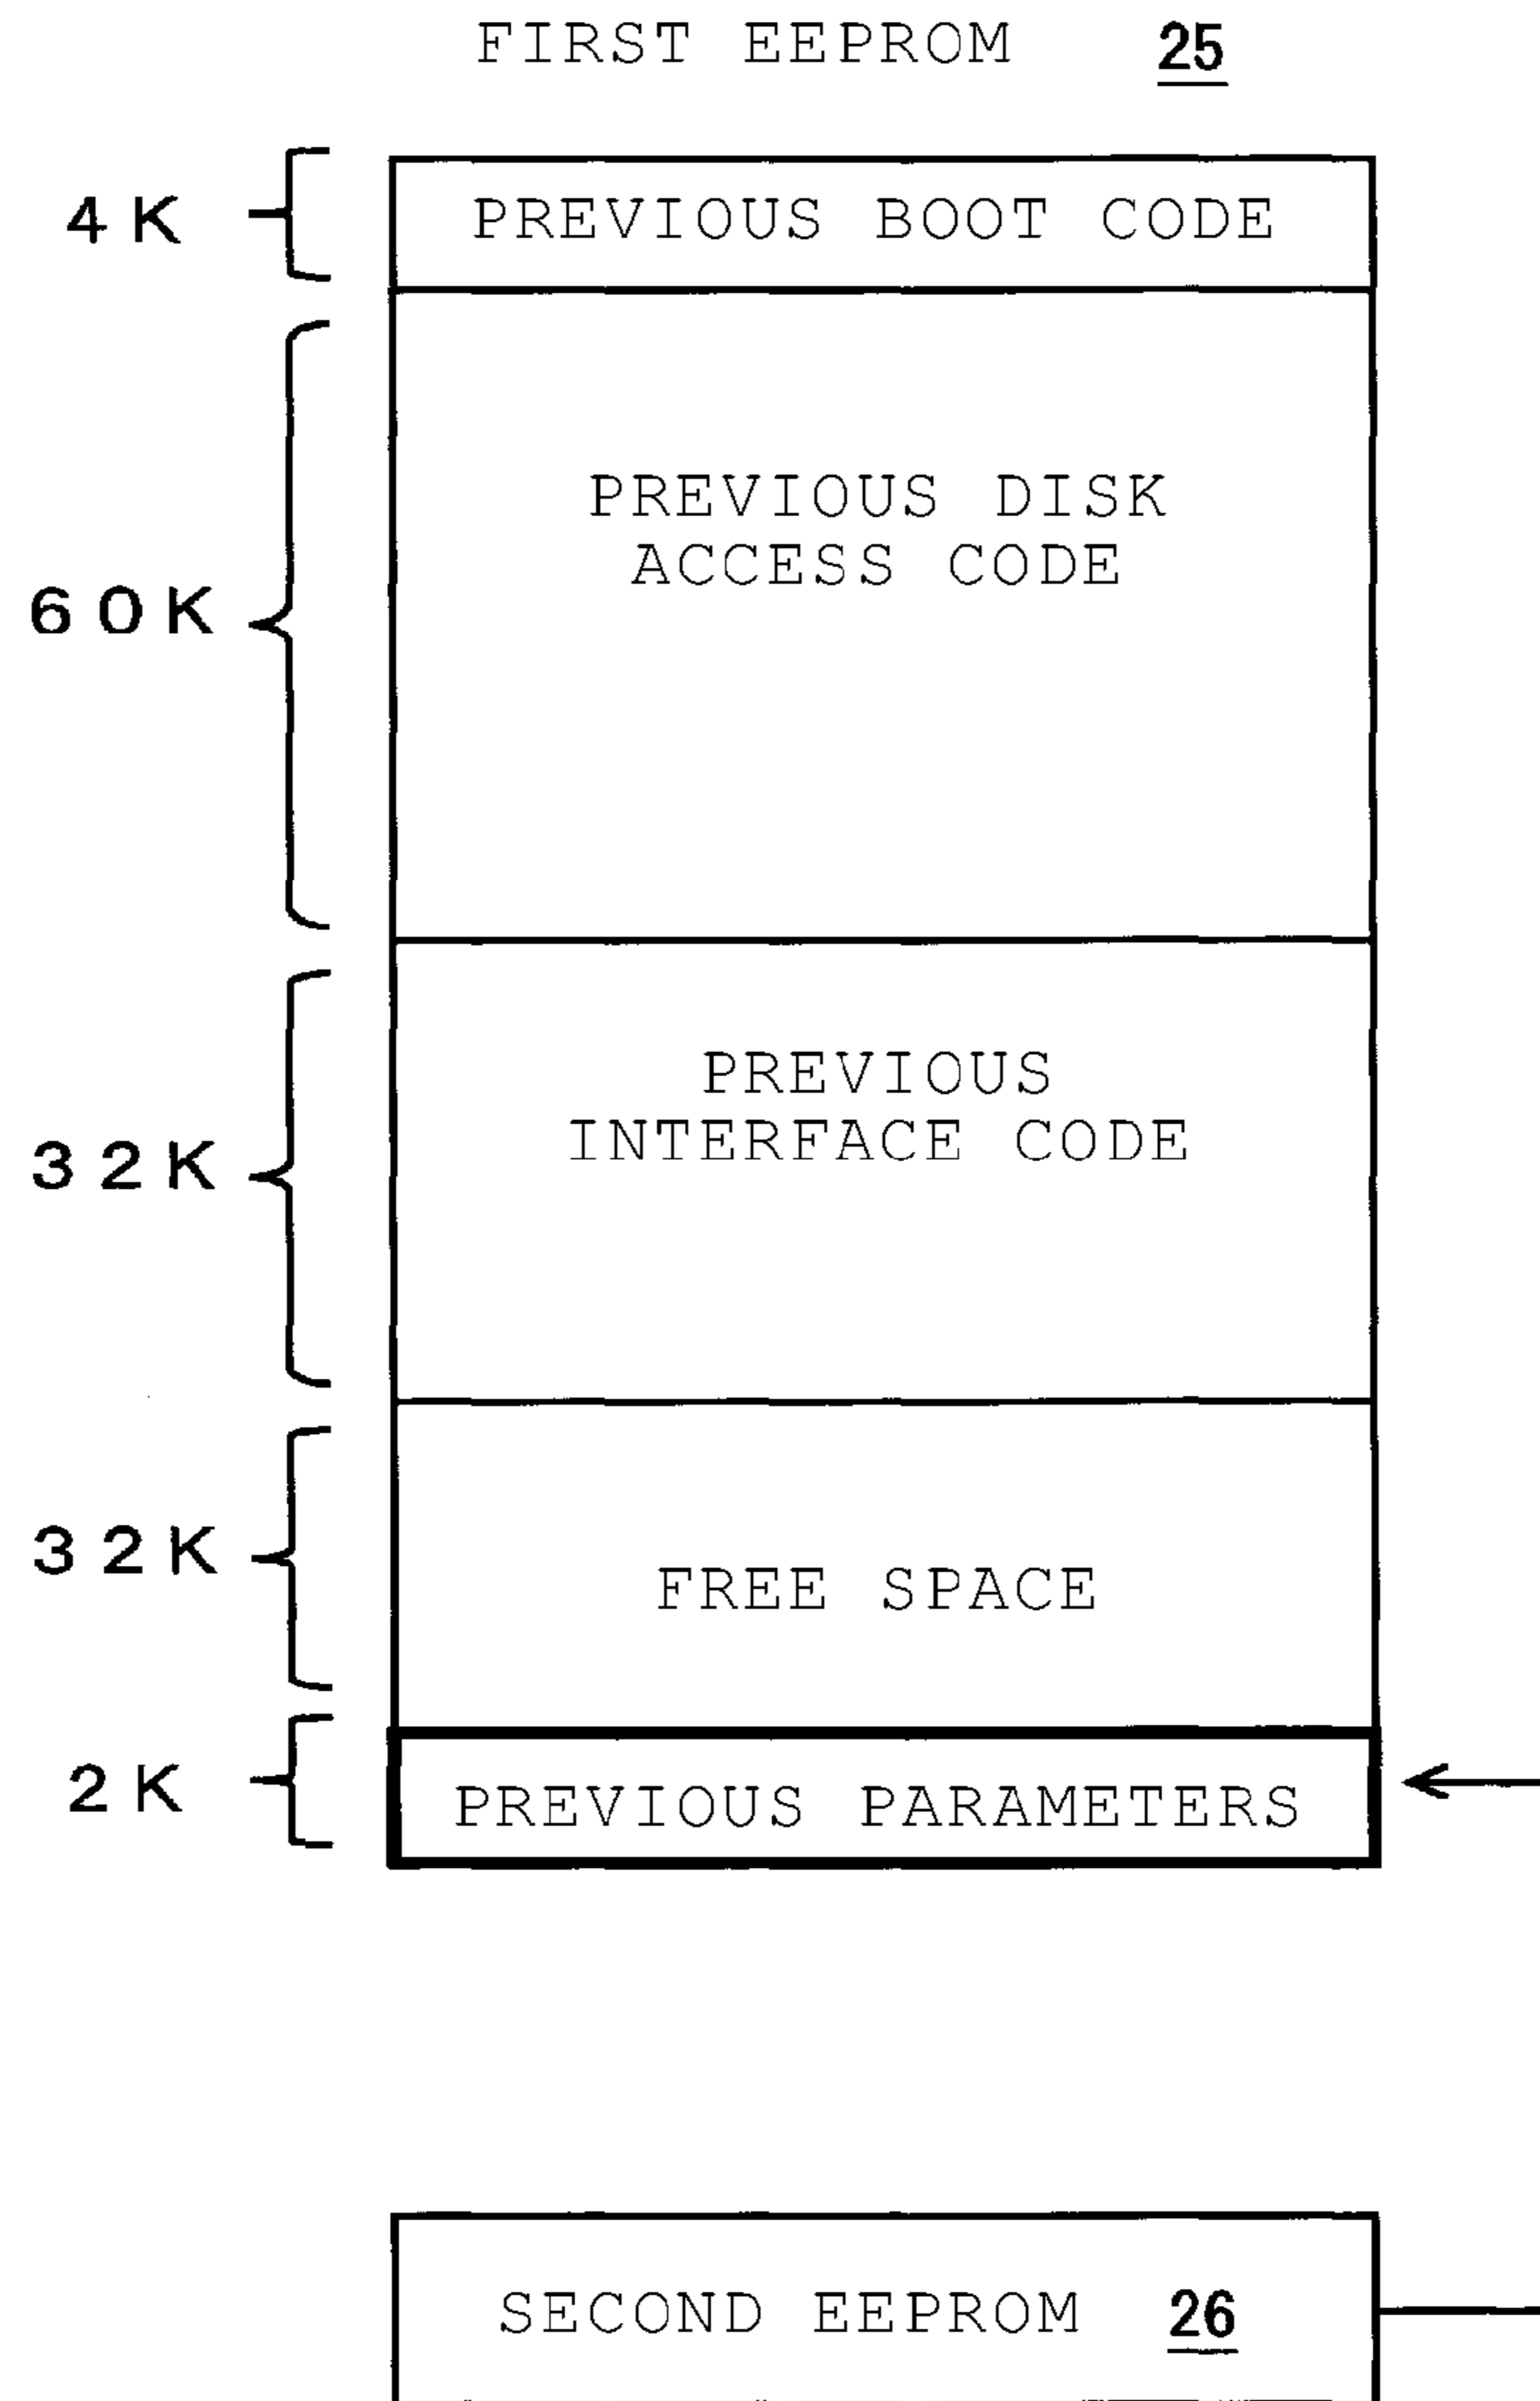 FIRST EEPROM 25
4K
PREVIOUS BOOT CODE
60K
PREVIOUS DISK
ACCESS CODE
32K
PREVIOUS
INTERFACE CODE
32K
FREE SPACE
2K
PREVIOUS PARAMETERS
SECOND EEPROM 26